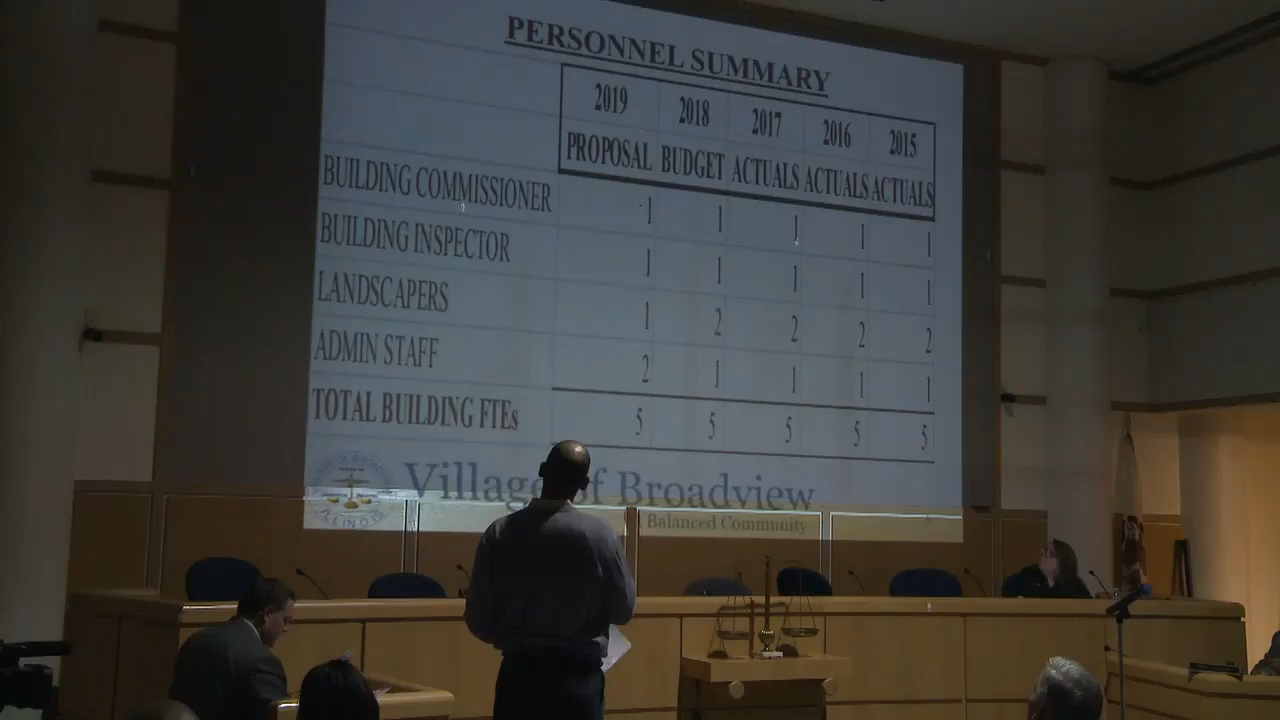 PERSONNEL SUMMARY
2019 2018 2017 2016 2015
PROPOSAL BUDGET ACTUALS ACTUALS ACTUALS
BUILDING COMMISSIONER 1 1 1 1 1
BUILDING INSPECTOR 1 1 1 1 1
LANDSCAPERS 1 2 2 2 2
ADMIN STAFF 2 1 1 1 1
TOTAL BUILDING FTEs 5 5 5 5 5
Village of Broadview
Balanced Community
ILLINOIS